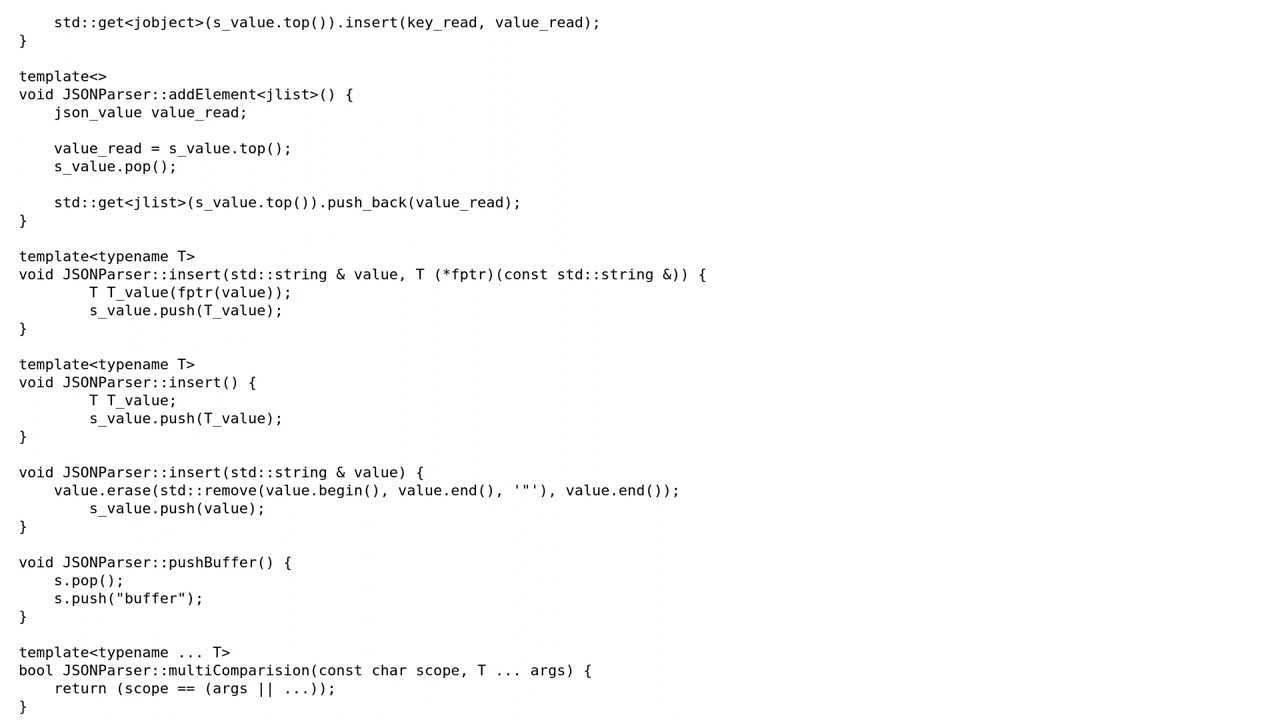 std::get<jobject>(s_value.top()).insert(key_read, value_read);
}

template<>
void JSONParser::addElement<jlist>() {
    json_value value_read;

    value_read = s_value.top();
    s_value.pop();

    std::get<jlist>(s_value.top()).push_back(value_read);
}

template<typename T>
void JSONParser::insert(std::string & value, T (*fptr)(const std::string &)) {
        T T_value(fptr(value));
        s_value.push(T_value);
}

template<typename T>
void JSONParser::insert() {
        T T_value;
        s_value.push(T_value);
}

void JSONParser::insert(std::string & value) {
    value.erase(std::remove(value.begin(), value.end(), '"'), value.end());
        s_value.push(value);
}

void JSONParser::pushBuffer() {
    s.pop();
    s.push("buffer");
}

template<typename ... T>
bool JSONParser::multiComparision(const char scope, T ... args) {
    return (scope == (args || ...));
}